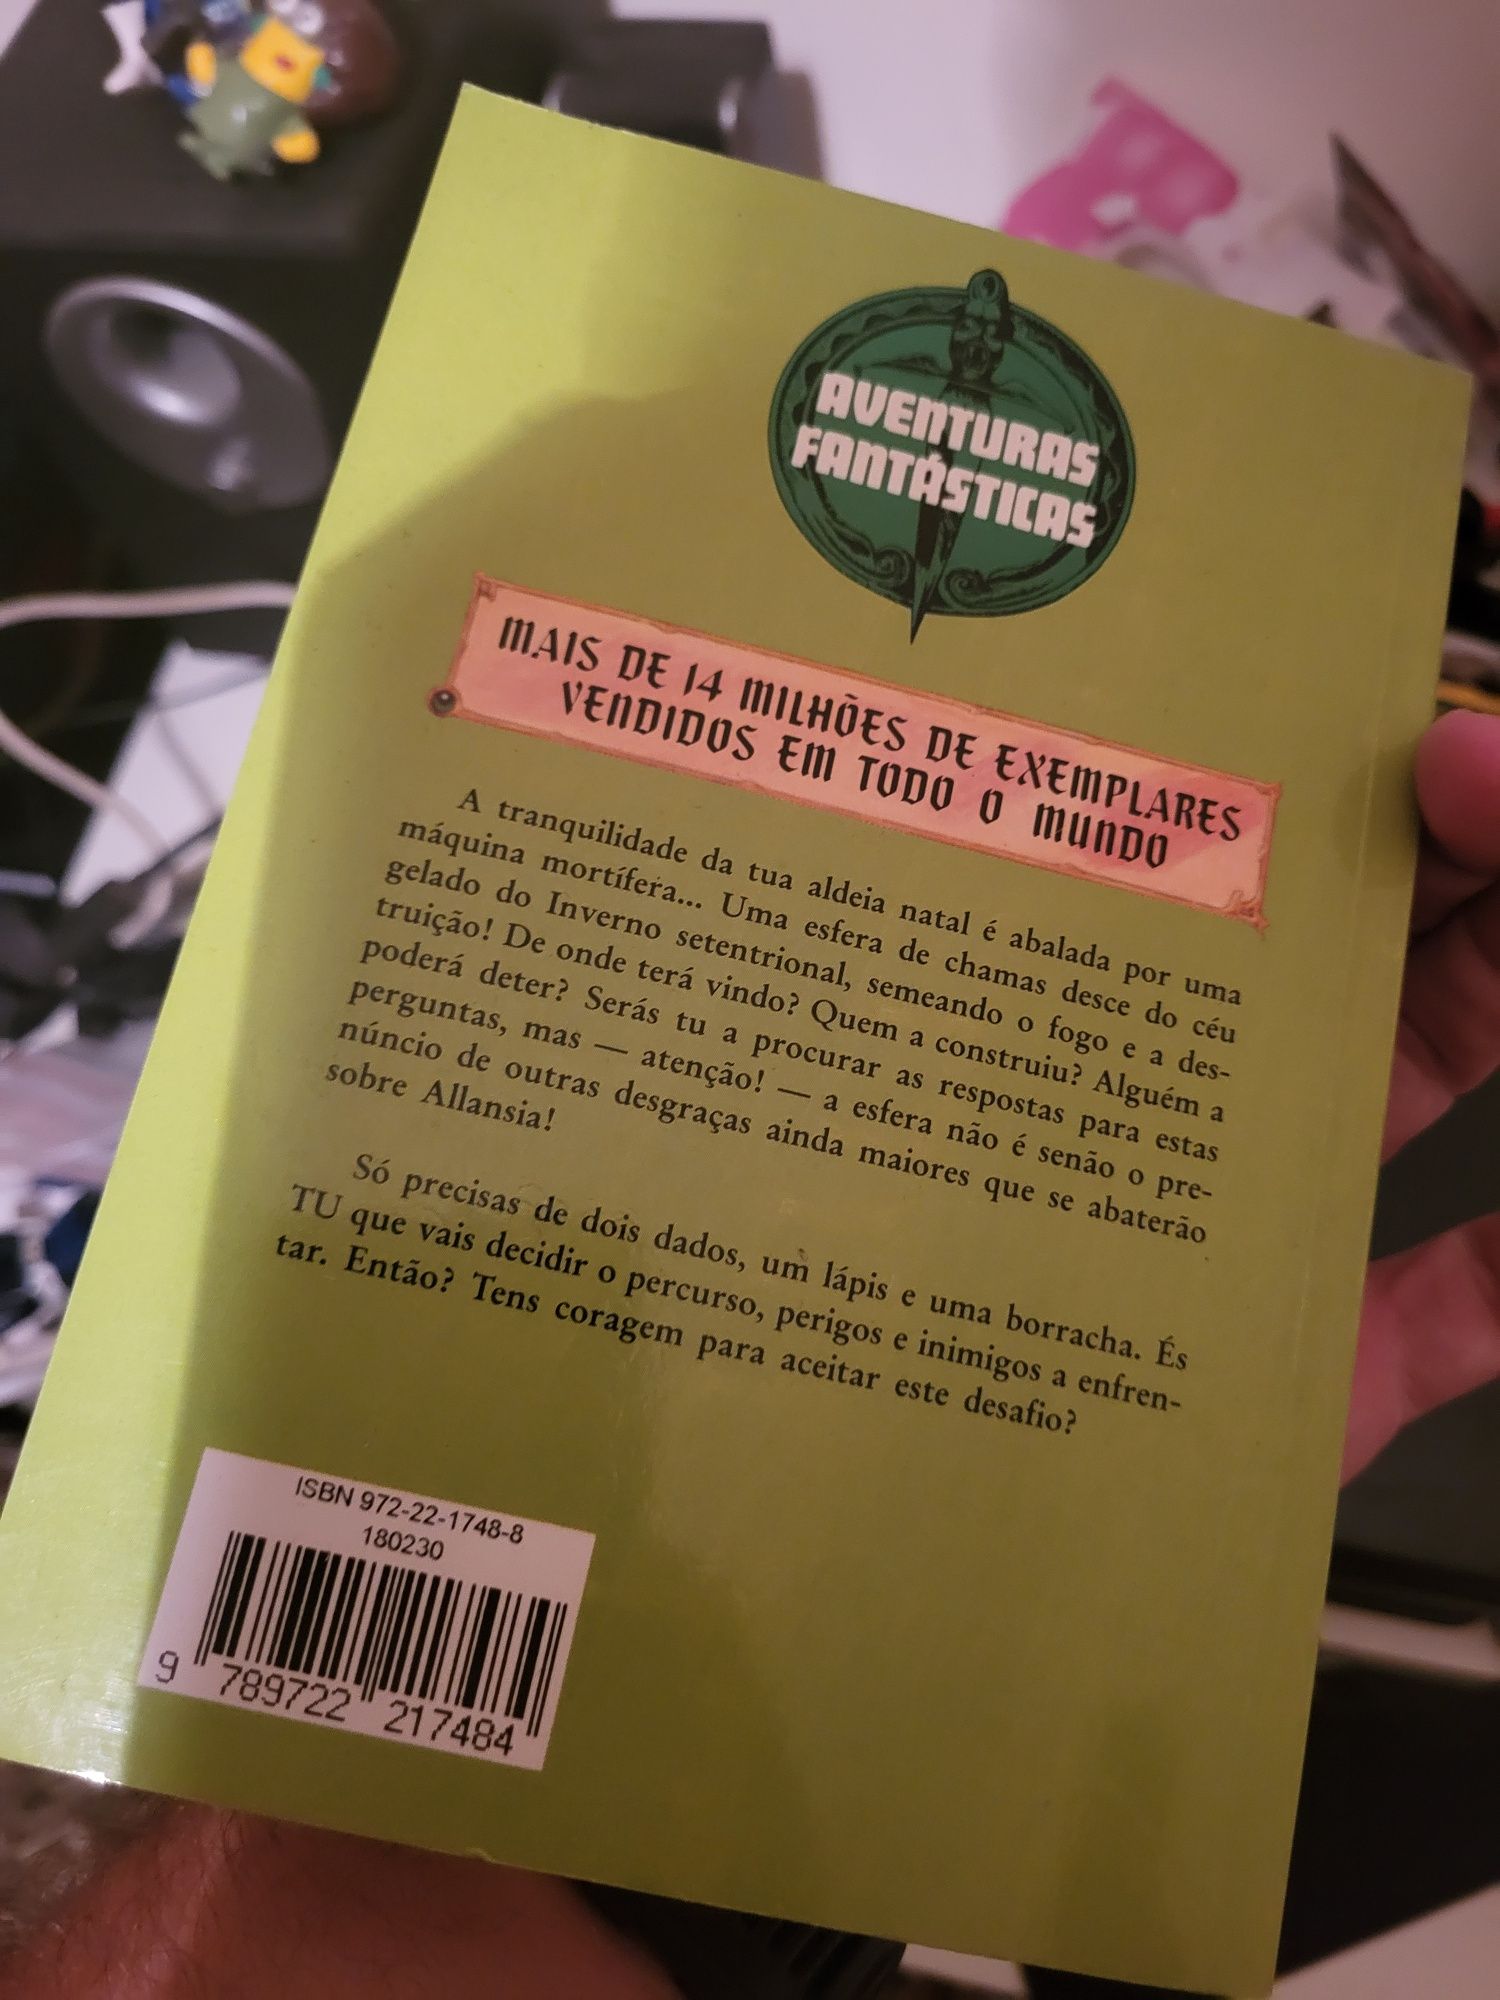 AVENTURAS
FANTÁSTICAS
MAIS DE 14 MILHÕES DE EXEMPLARES
VENDIDOS EM TODO O MUNDO
A tranquilidade da tua aldeia natal é abalada por uma
máquina mortífera... Uma esfera de chamas desce do céu
gelado do Inverno setentrional, semeando o fogo e a des-
truição! De onde terá vindo? Quem a construiu? Alguém a
poderá deter? Serás tu a procurar as respostas para estas
perguntas, mas — atenção! — a esfera não é senão o pre-
núncio de outras desgraças ainda maiores que se abaterão
sobre Allansia!
Só precisas de dois dados, um lápis e uma borracha. És
TU que vais decidir o percurso, perigos e inimigos a enfren-
tar. Então? Tens coragem para aceitar este desafio?
ISBN 972-22-1748-8
180230
9 789722 217484